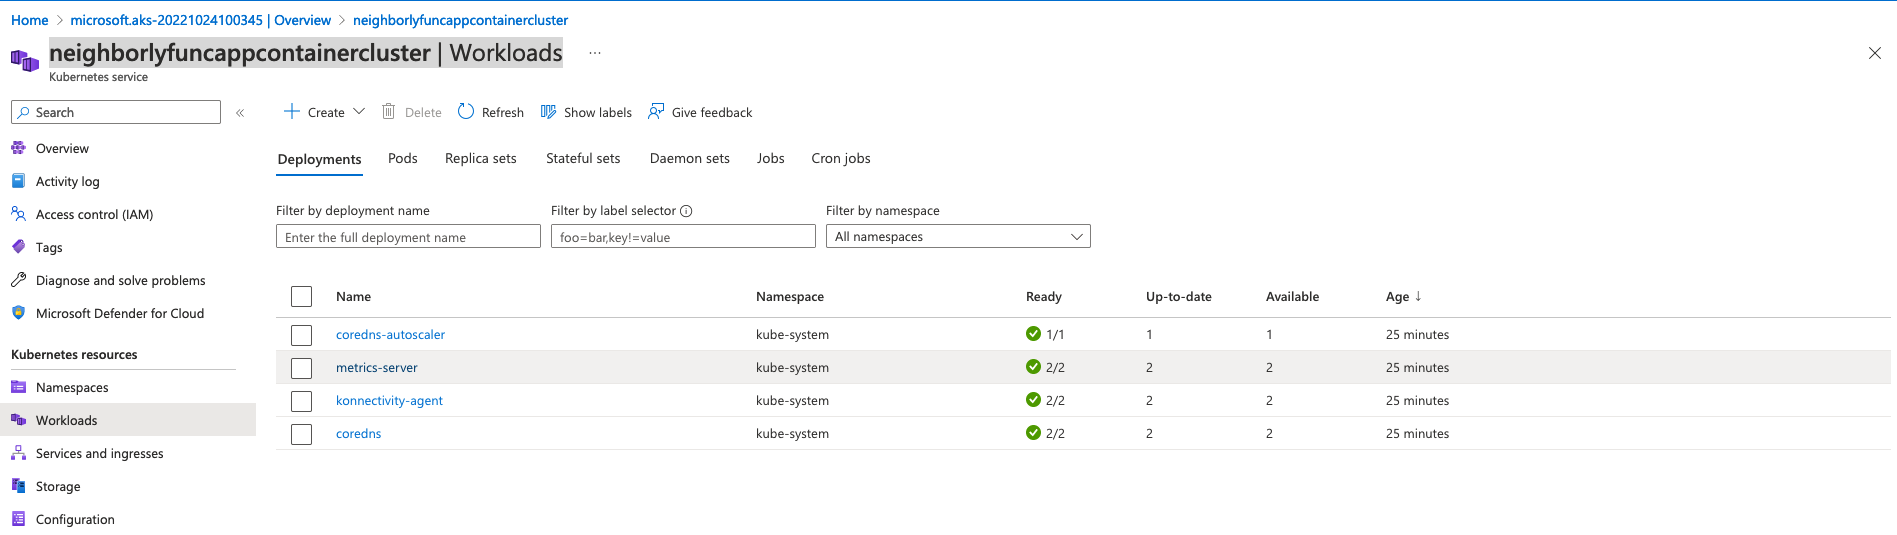 Home > microsoft.aks-20221024100345 | Overview > neighborlyfuncappcontainercluster
neighborlyfuncappcontainercluster | Workloads ...
Kubernetes service
Search «
Create Delete Refresh Show labels Give feedback
Overview
Activity log
Access control (IAM)
Tags
Diagnose and solve problems
Microsoft Defender for Cloud
Kubernetes resources
Namespaces
Workloads
Services and ingresses
Storage
Configuration
Deployments Pods Replica sets Stateful sets Daemon sets Jobs Cron jobs
Filter by deployment name Filter by label selector Filter by namespace
Enter the full deployment name foo=bar,key!=value All namespaces
Name Namespace Ready Up-to-date Available Age ↓
coredns-autoscaler kube-system 1/1 1 1 25 minutes
metrics-server kube-system 2/2 2 2 25 minutes
konnectivity-agent kube-system 2/2 2 2 25 minutes
coredns kube-system 2/2 2 2 25 minutes